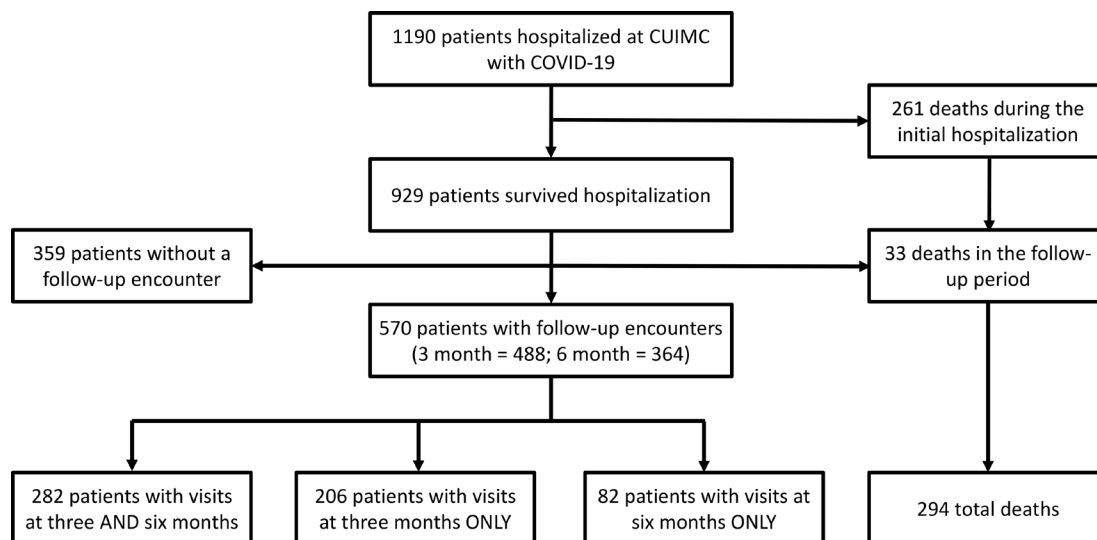 1190 patients hospitalized at CUIMC
with COVID-19
261 deaths during the
initial hospitalization
929 patients survived hospitalization
359 patients without a
follow-up encounter
33 deaths in the follow-
up period
570 patients with follow-up encounters
(3 month = 488; 6 month = 364)
282 patients with visits
at three AND six months
206 patients with visits
at three months ONLY
82 patients with visits at
six months ONLY
294 total deaths